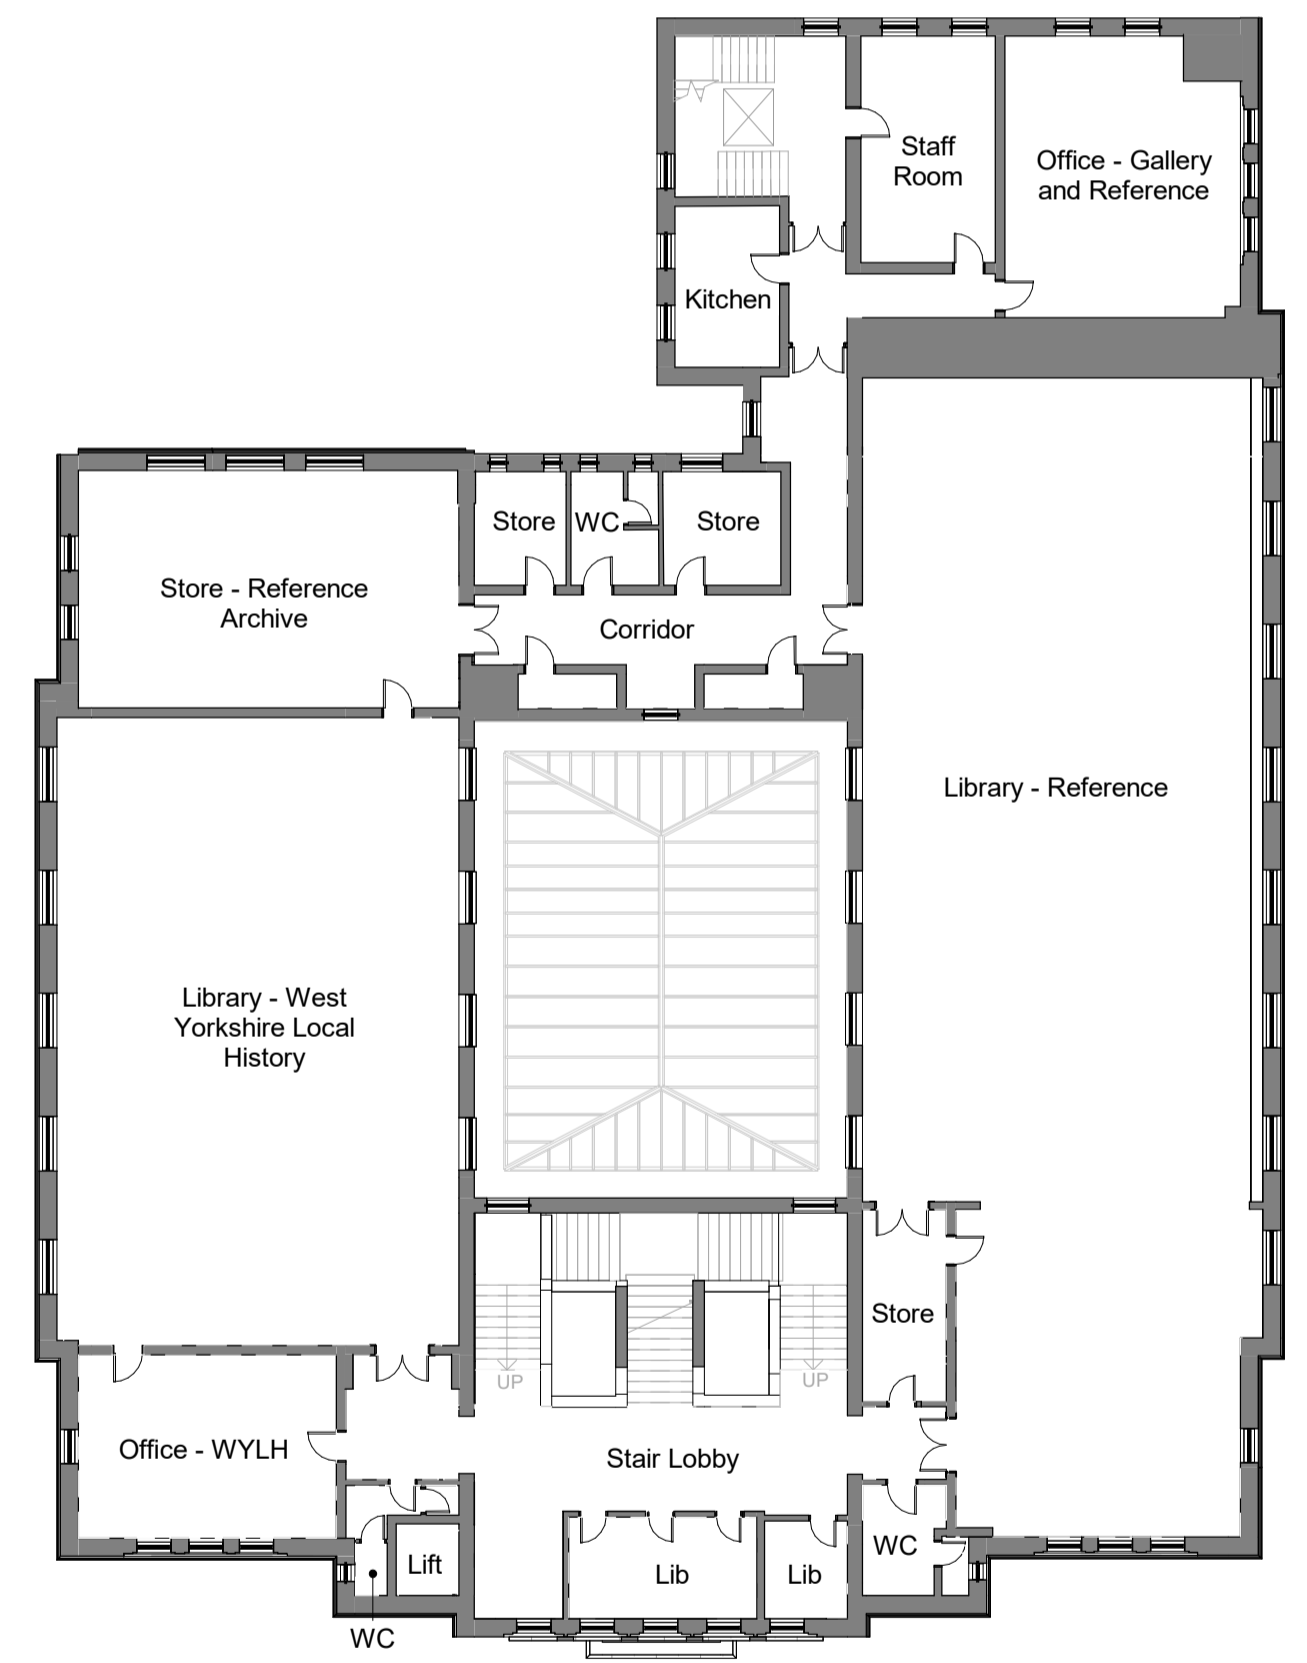 Staff
Room
Office - Gallery
and Reference
Kitchen
Store
WC
Store
Store - Reference
Archive
Corridor
Library - Reference
Library - West
Yorkshire Local
History
Store
UP
UP
Office - WYLH
Stair Lobby
WC
Lift
Lib
Lib
WC